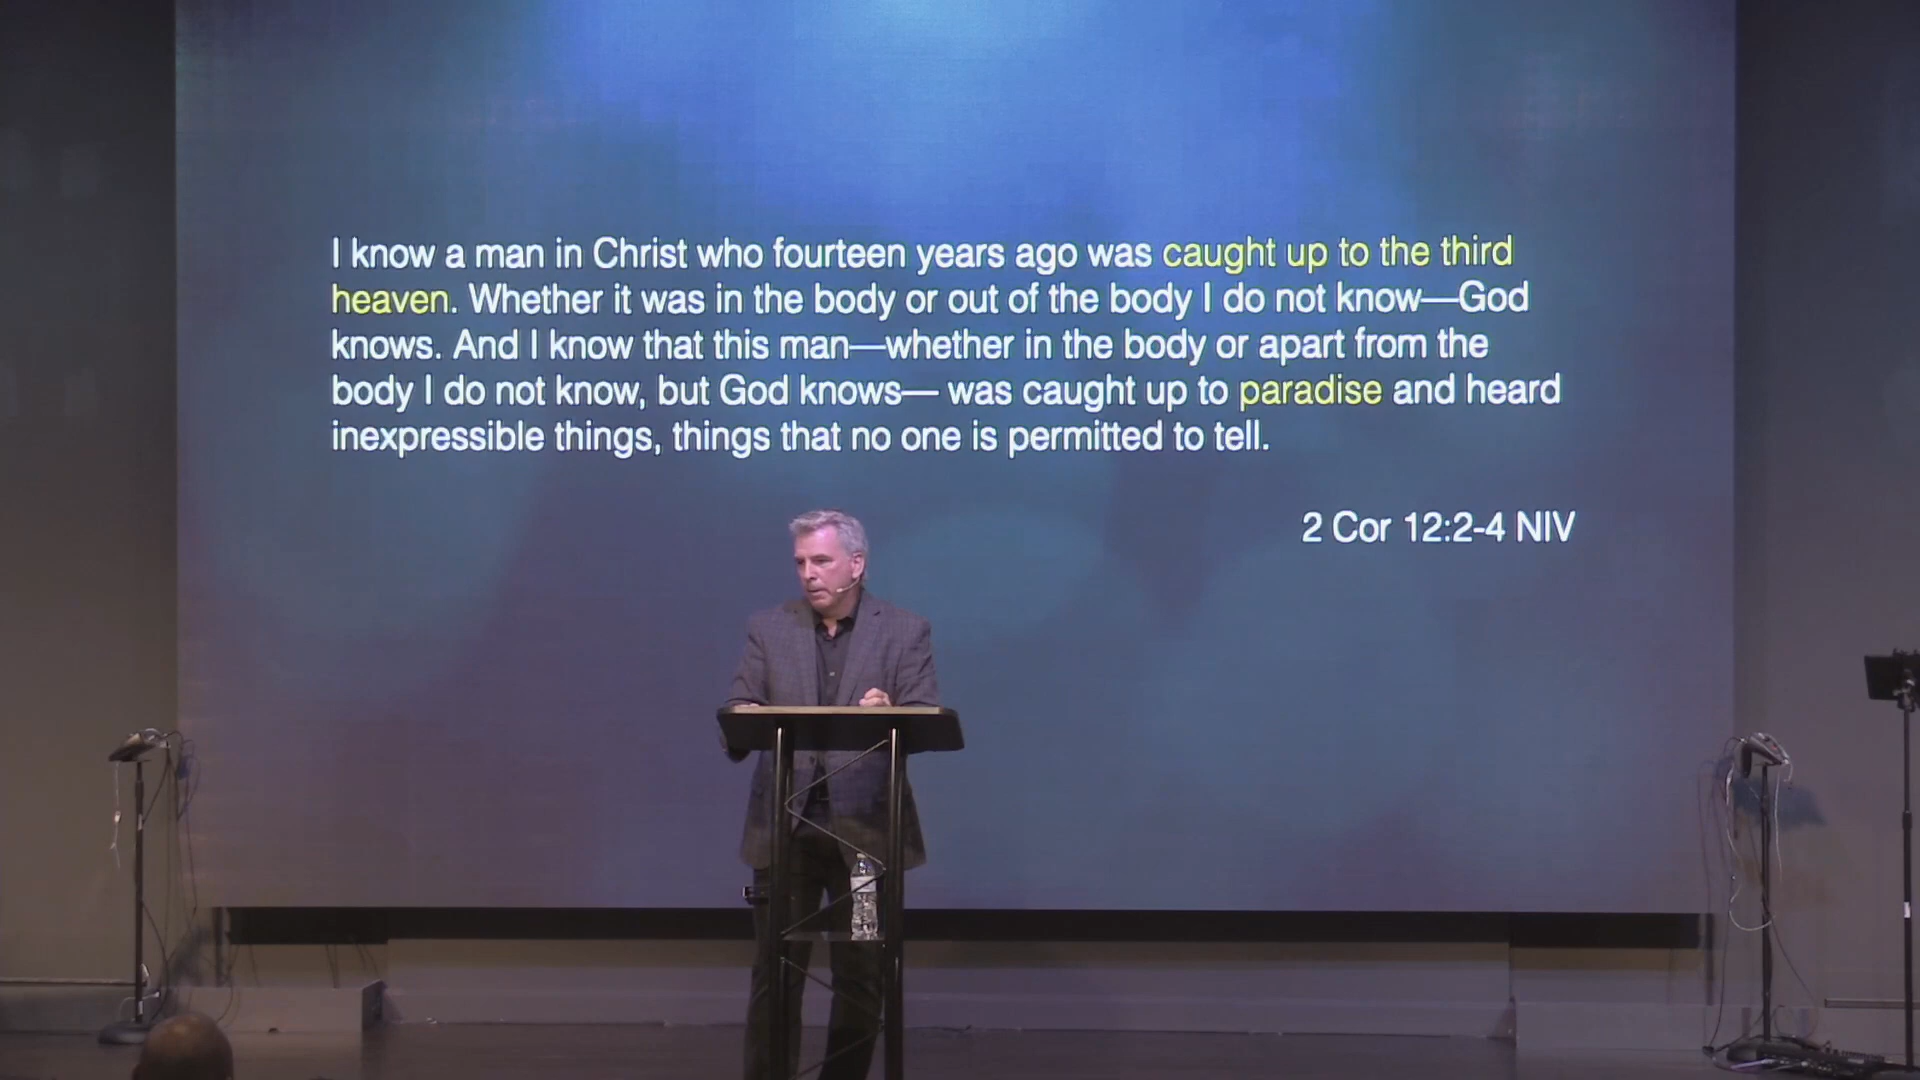 I know a man in Christ who fourteen years ago was caught up to the third
heaven. Whether it was in the body or out of the body I do not know—God
knows. And I know that this man—whether in the body or apart from the
body I do not know, but God knows— was caught up to paradise and heard
inexpressible things, things that no one is permitted to tell.
2 Cor 12:2-4 NIV